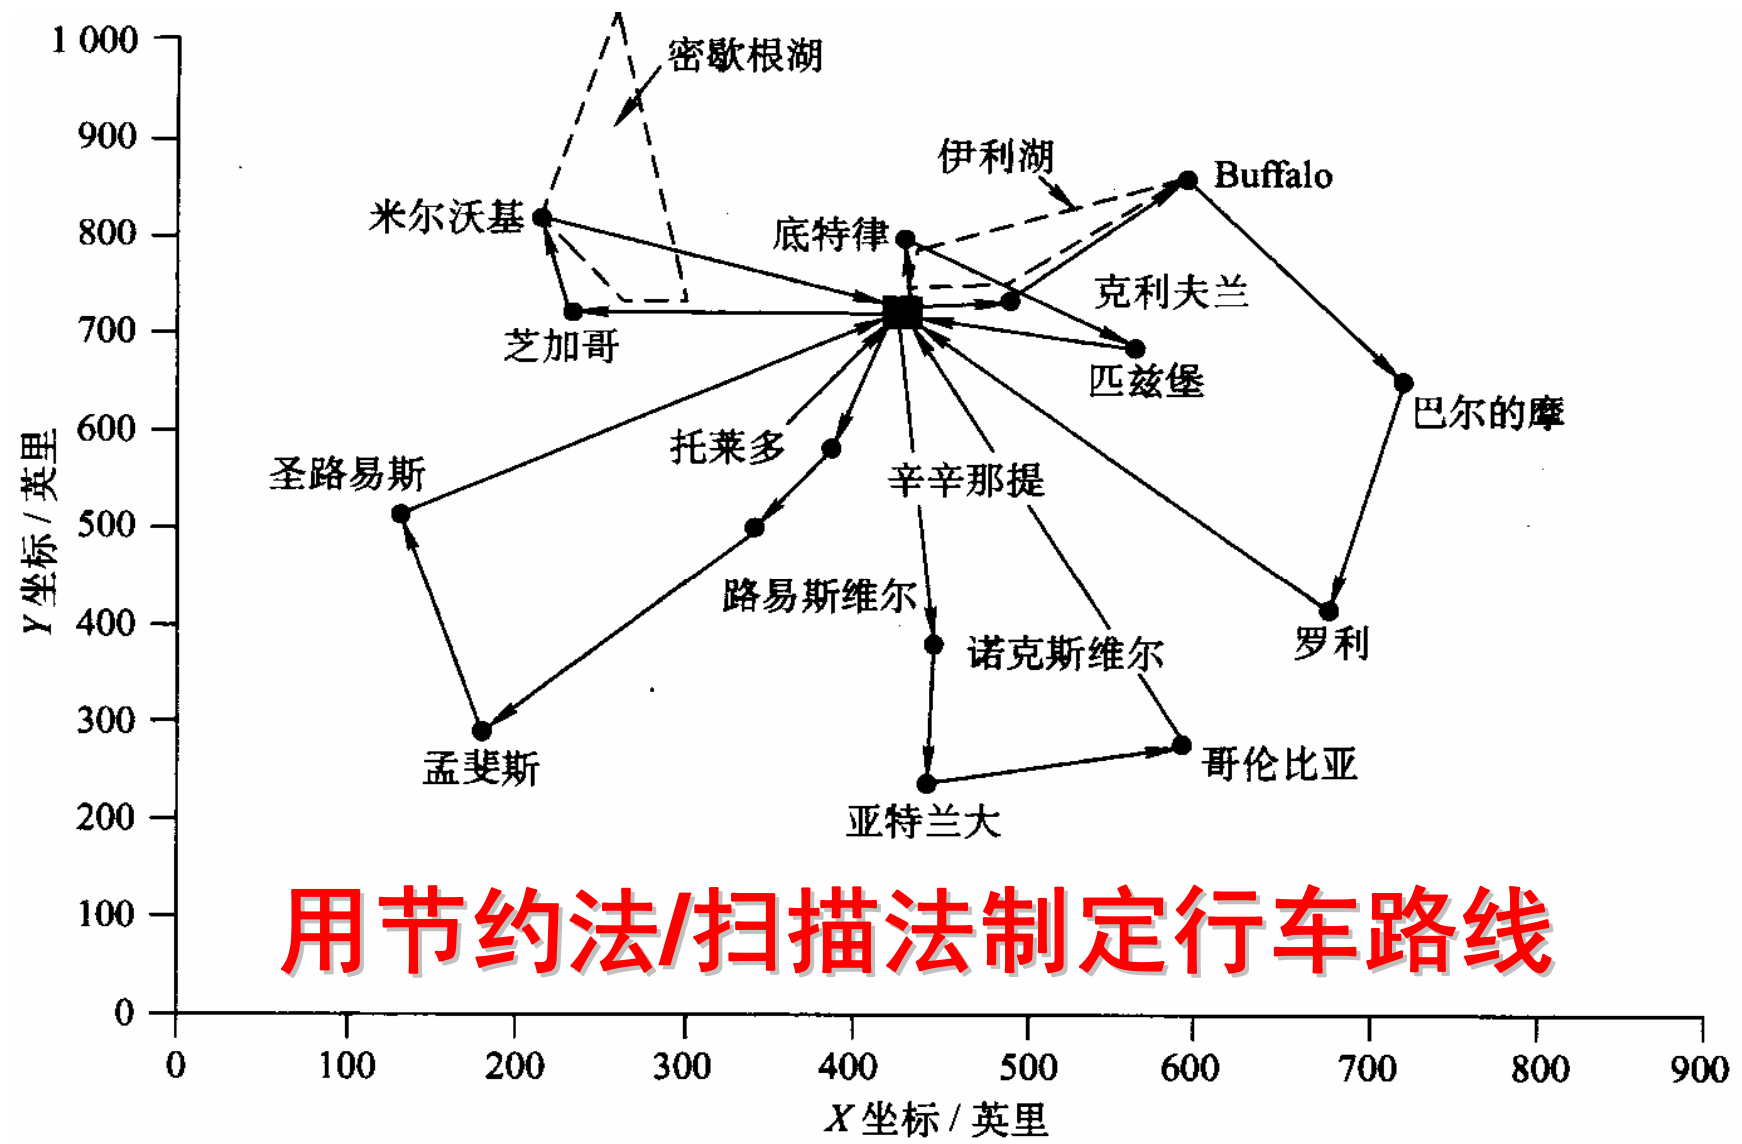 1 000
密歇根湖
900
伊利湖
Buffalo
米尔沃基
800
底特律
克利夫兰
700
芝加哥
匹兹堡
巴尔的摩
600
托莱多
圣路易斯
辛辛那提
500
路易斯维尔
诺克斯维尔
罗利
400
300
孟斐斯
哥伦比亚
200
亚特兰大
100
用节约法/扫描法制定行车路线
0
0 100 200 300 400 500 600 700 800 900
X 坐标 / 英里
Y 坐标 / 英里